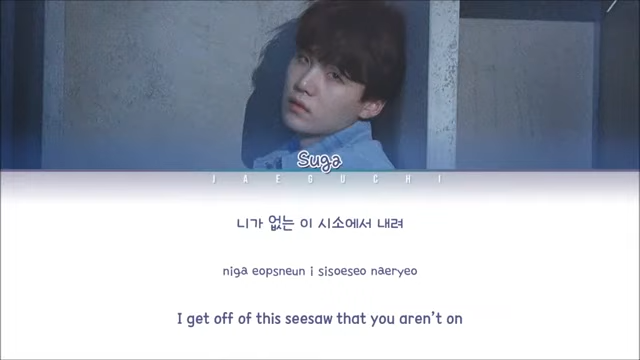 Suga
JAEGUCHI
니가 없는 이 시소에서 내려
niga eopsneun i sisoeseo naeryeo
I get off of this seesaw that you aren't on